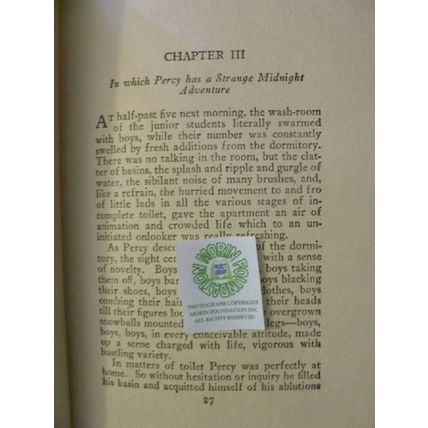 CHAPTER III
In which Percy has a Strange Midnight
Adventure
AT half-past five next morning, the wash-room
of the junior students literally swarmed
with boys, while their number was constantly
swelled by fresh additions from the dormitory.
There was no talking in the room, but the clat-
ter of basins, the splash and ripple and gurgle of
water, the sibilant noise of many brushes, and,
like a refrain, the hurried movement to and fro
of little lads in all the various stages of in-
complete toilet, gave the apartment an air of
animation and crowded life which to an un-
initiated onlooker was really refreshing.
As Percy desce of the dormi-
tory, the sight ce with a sense
of novelty. Boys boys taking
them off, boys ba boys blacking
their shoes, boys lothes, boys
combing their hai their heads
till their figures loo overgrown
snowballs mounted legs—boys,
boys, boys, in every conceivable attitude, made
up a scene charged with life, vigorous with
bustling variety.
In matters of toilet Percy was perfectly at
home. So without hesitation or inquiry he filled
his basin and acquitted himself of his ablutions
27
MORIN FOUNDATION
PHOTOGRAPH COPYRIGHT
MORIN FOUNDATION INC
ALL RIGHTS RESERVED